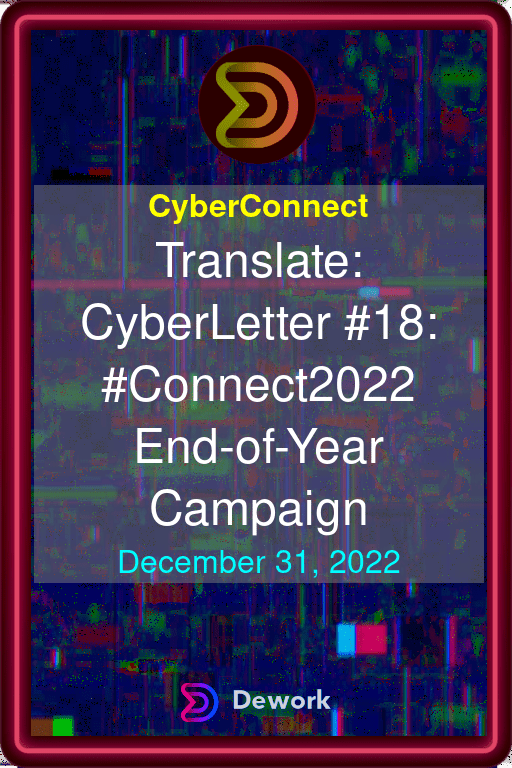 CyberConnect
Translate:
CyberLetter #18:
#Connect2022
End-of-Year
Campaign
December 31, 2022
Dework